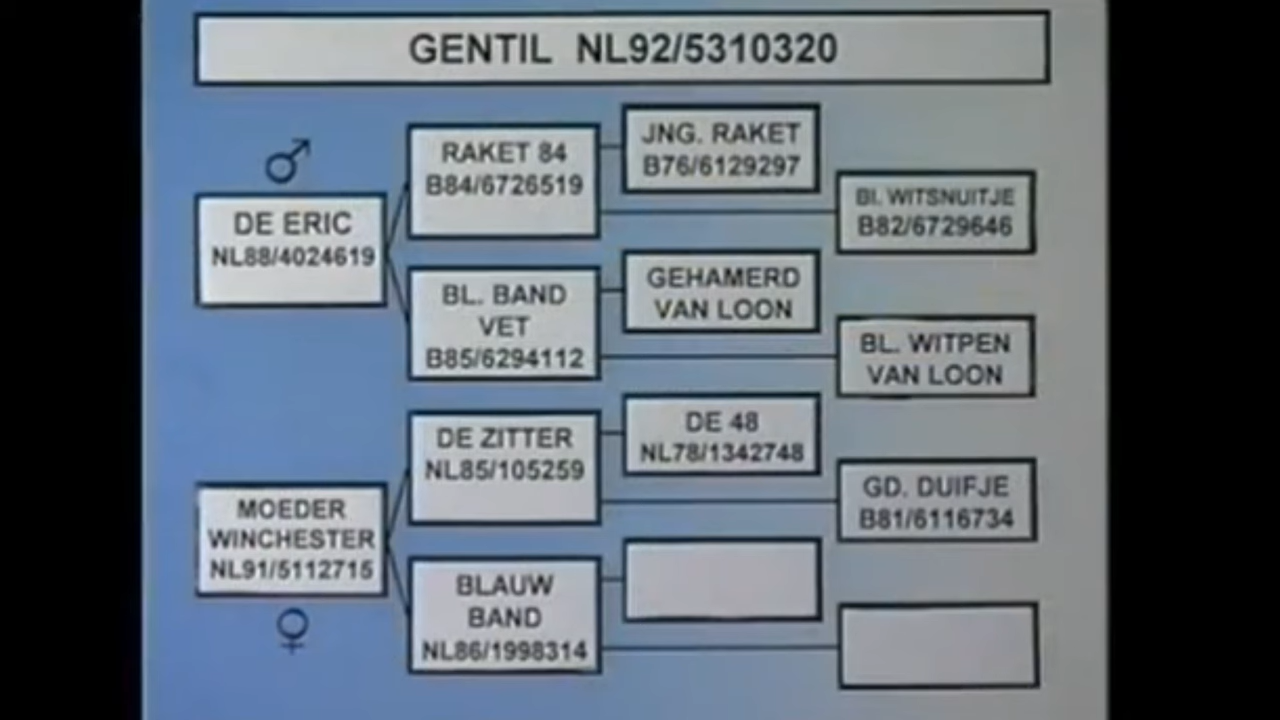 GENTIL NL92/5310320
♂
DE ERIC
NL88/4024619
RAKET 84
B84/6726519
JNG. RAKET
B76/6129297
Bl. WITSNUITJE
B82/6729646
BL. BAND
VET
B85/6294112
GEHAMERD
VAN LOON
BL. WITPEN
VAN LOON
MOEDER
WINCHESTER
NL91/5112715
♀
DE ZITTER
NL85/105259
DE 48
NL78/1342748
GD. DUIFJE
B81/6116734
BLAUW
BAND
NL86/1998314